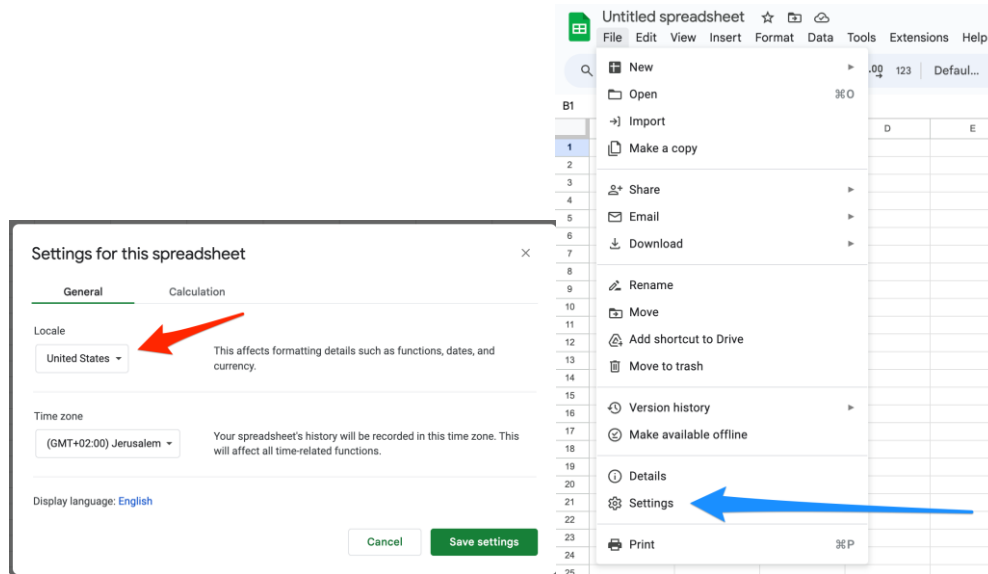 Settings for this spreadsheet
General Calculation
Locale
United States
This affects formatting details such as functions, dates, and
currency.
Time zone
(GMT+02:00) Jerusalem
Your spreadsheet's history will be recorded in this time zone. This
will affect all time-related functions.
Display language: English
Cancel Save settings
Untitled spreadsheet
File Edit View Insert Format Data Tools Extensions Help
.00 123 Defaul...
B1
D E
New
Open ⌘O
Import
Make a copy
Share
Email
Download
Rename
Move
Add shortcut to Drive
Move to trash
Version history
Make available offline
Details
Settings
Print ⌘P
1
2
3
4
5
6
7
8
9
10
11
12
13
14
15
16
17
18
19
20
21
22
23
24
25